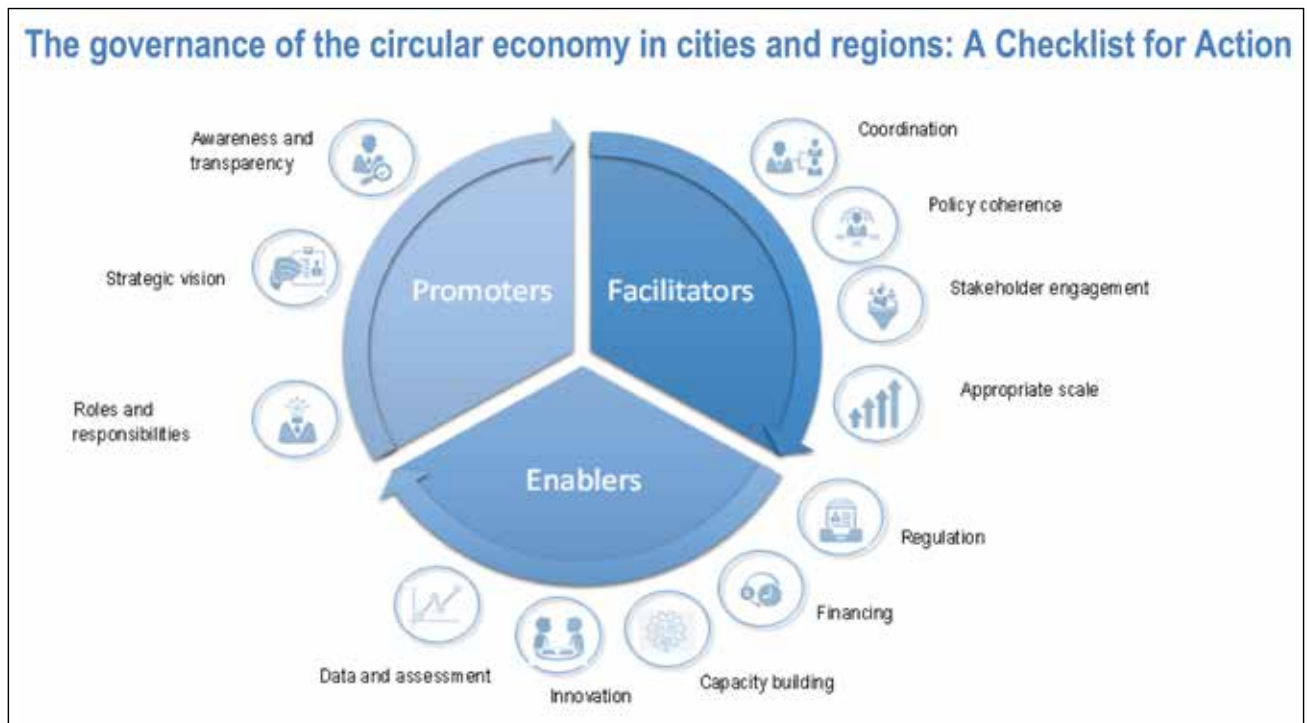 The governance of the circular economy in cities and regions: A Checklist for Action
Awareness and
transparency
Strategic vision
Roles and
responsibilities
Promoters
Facilitators
Enablers
Coordination
Policy coherence
Stakeholder engagement
Appropriate scale
Regulation
Financing
Capacity building
Innovation
Data and assessment